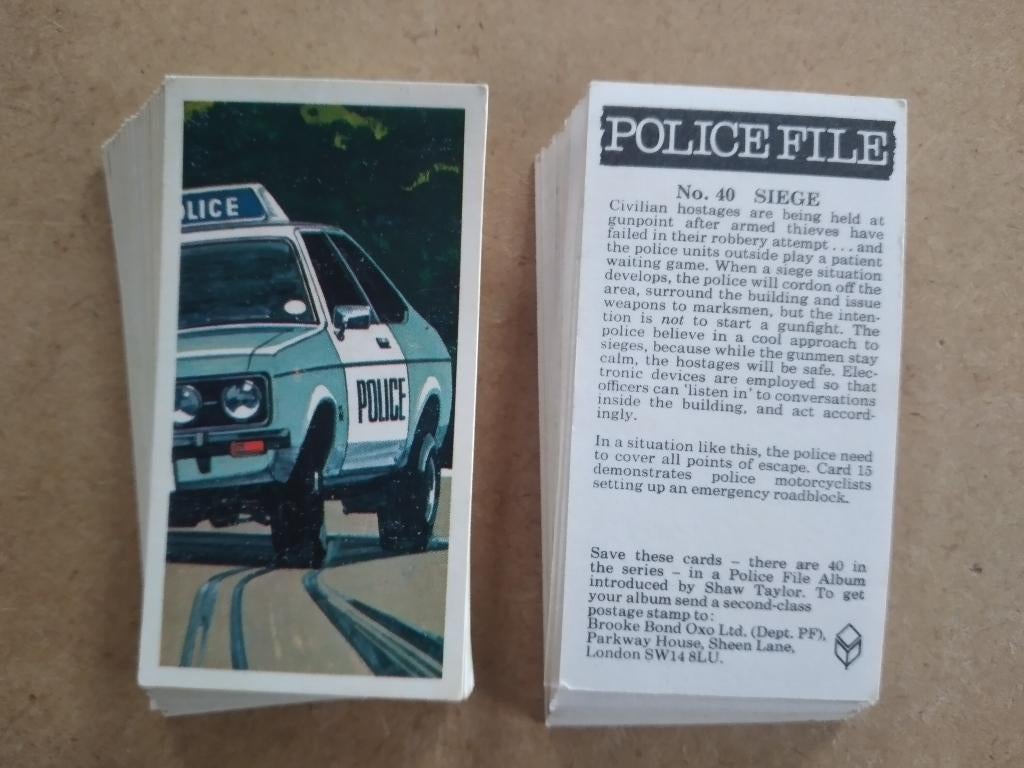 LICE
POLICE
POLICE FILE
No. 40 SIEGE
Civilian hostages are being held at
gunpoint after armed thieves have
failed in their robbery attempt . . . and
the police units outside play a patient
waiting game. When a siege situation
develops, the police will cordon off the
area, surround the building and issue
weapons to marksmen, but the inten-
tion is not to start a gunfight. The
police believe in a cool approach to
sieges, because while the gunmen stay
calm, the hostages will be safe. Elec-
tronic devices are employed so that
officers can 'listen in' to conversations
inside the building, and act accord-
ingly.
In a situation like this, the police need
to cover all points of escape. Card 15
demonstrates police motorcyclists
setting up an emergency roadblock.
Save these cards – there are 40 in
the series – in a Police File Album
introduced by Shaw Taylor. To get
your album send a second-class
postage stamp to:
Brooke Bond Oxo Ltd. (Dept. PF),
Parkway House, Sheen Lane,
London SW14 8LU.